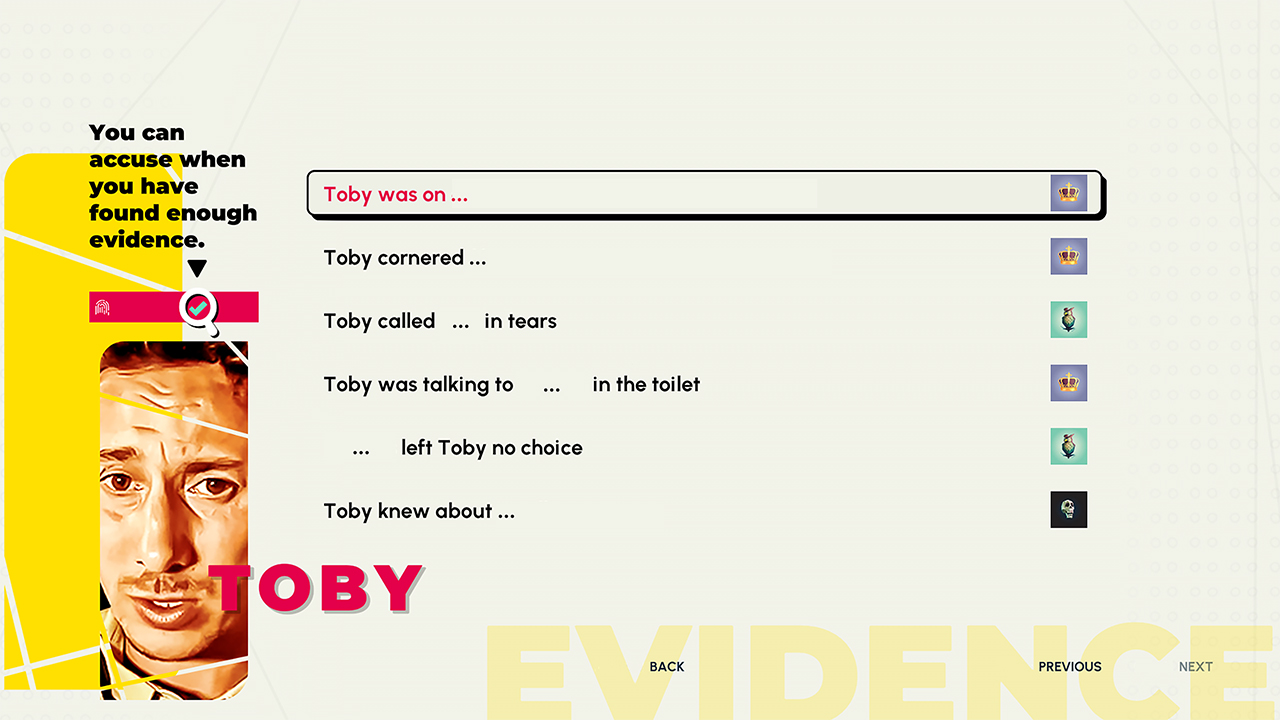 You can
accuse when
you have
found enough
evidence.
Toby was on ...
Toby cornered ...
Toby called ... in tears
Toby was talking to ... in the toilet
... left Toby no choice
Toby knew about ...
TOBY
EVIDENCE
BACK
PREVIOUS
NEXT